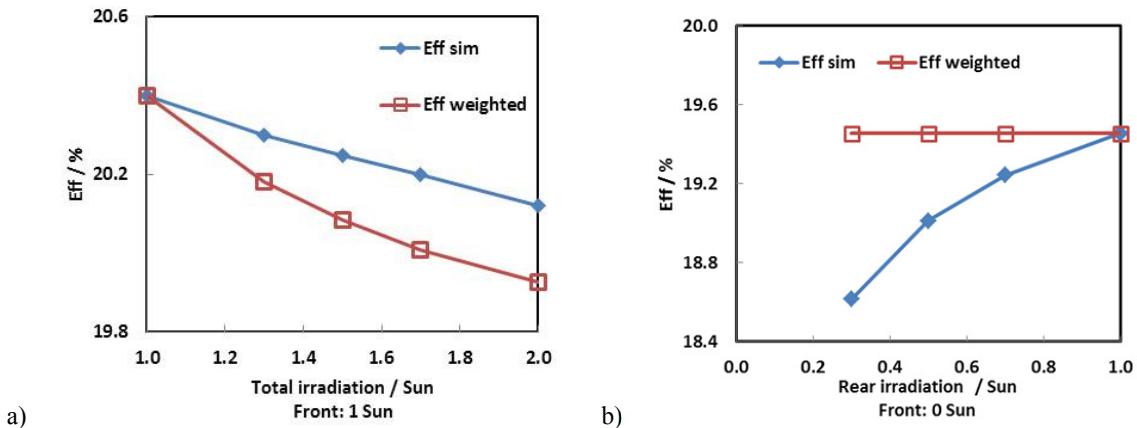 20.6
20.2
19.8
Eff / %
Eff sim
Eff weighted
1.0 1.2 1.4 1.6 1.8 2.0
Total irradiation / Sun
Front: 1 Sun
a)
20.0
19.6
19.2
18.8
18.4
Eff / %
Eff sim Eff weighted
0.0 0.2 0.4 0.6 0.8 1.0
Rear irradiation / Sun
Front: 0 Sun
b)